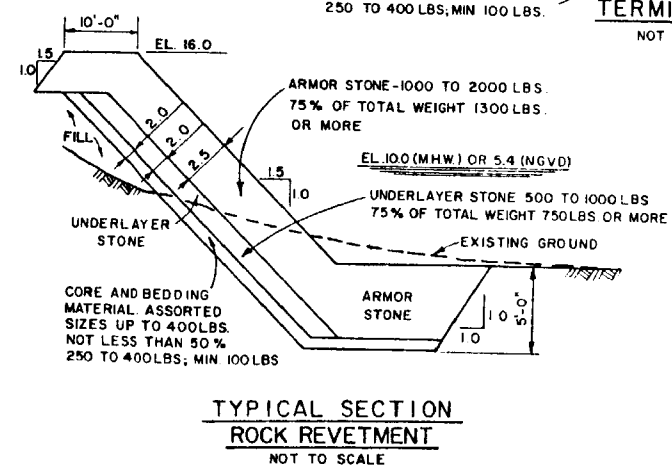 250 TO 400 LBS; MIN 100 LBS.
TERMI
NOT
10'-0"
EL. 16.0
1.5
1.0
ARMOR STONE-1000 TO 2000 LBS.
75% OF TOTAL WEIGHT 1300 LBS.
OR MORE
FILL
2.0
2.0
2.5
EL.10.0 (MHW.) OR 5.4 (NGVD)
1.5
1.0
UNDERLAYER STONE 500 TO 1000 LBS
75% OF TOTAL WEIGHT 750 LBS. OR MORE
UNDERLAYER
STONE
EXISTING GROUND
CORE AND BEDDING
MATERIAL. ASSORTED
SIZES UP TO 400 LBS.
NOT LESS THAN 50%
250 TO 400 LBS; MIN. 100 LBS
ARMOR
STONE
1.0
1.0
5'-0"
TYPICAL SECTION
ROCK REVETMENT
NOT TO SCALE